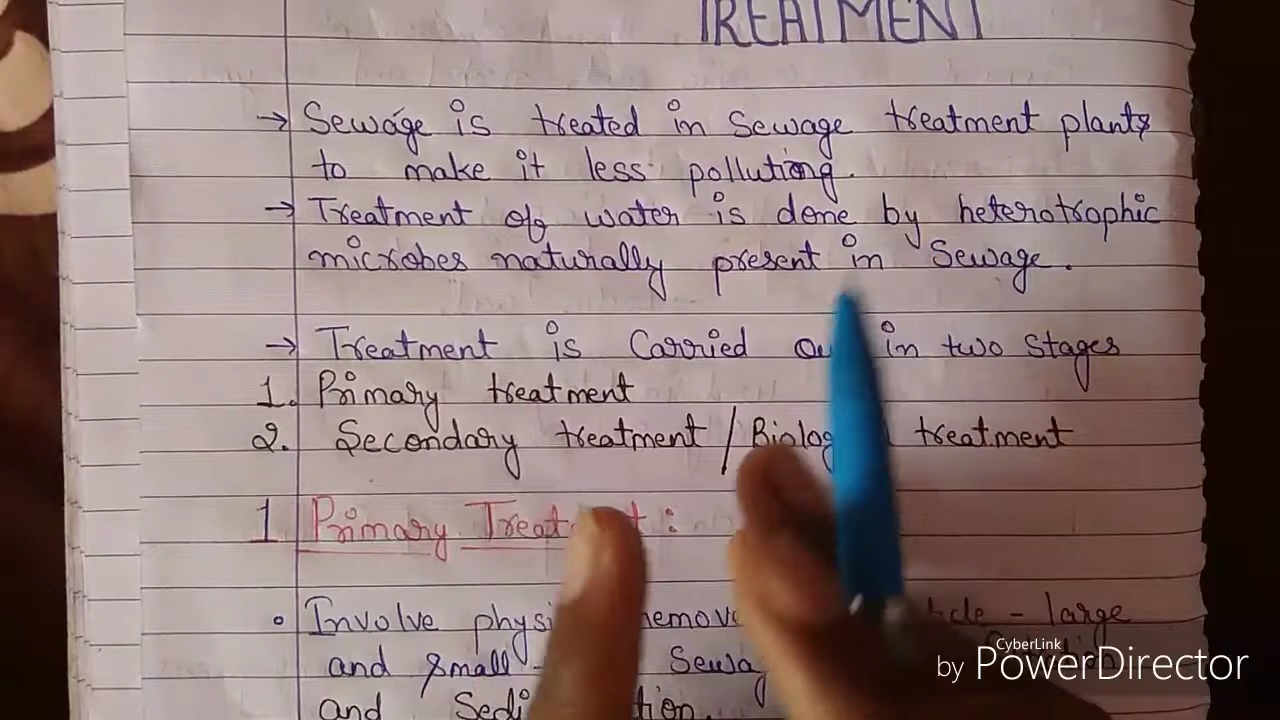 TREATMENT
→ Sewage is treated in Sewage treatment plants
to make it less polluting.
→ Treatment of water is done by heterotrophic
microbes naturally present in Sewage.
→ Treatment is Carried in two Stages
1. Primary treatment
2. Secondary treatment / treatment
1 Primary :
∘ Involve large
and small
and
CyberLink
by PowerDirector